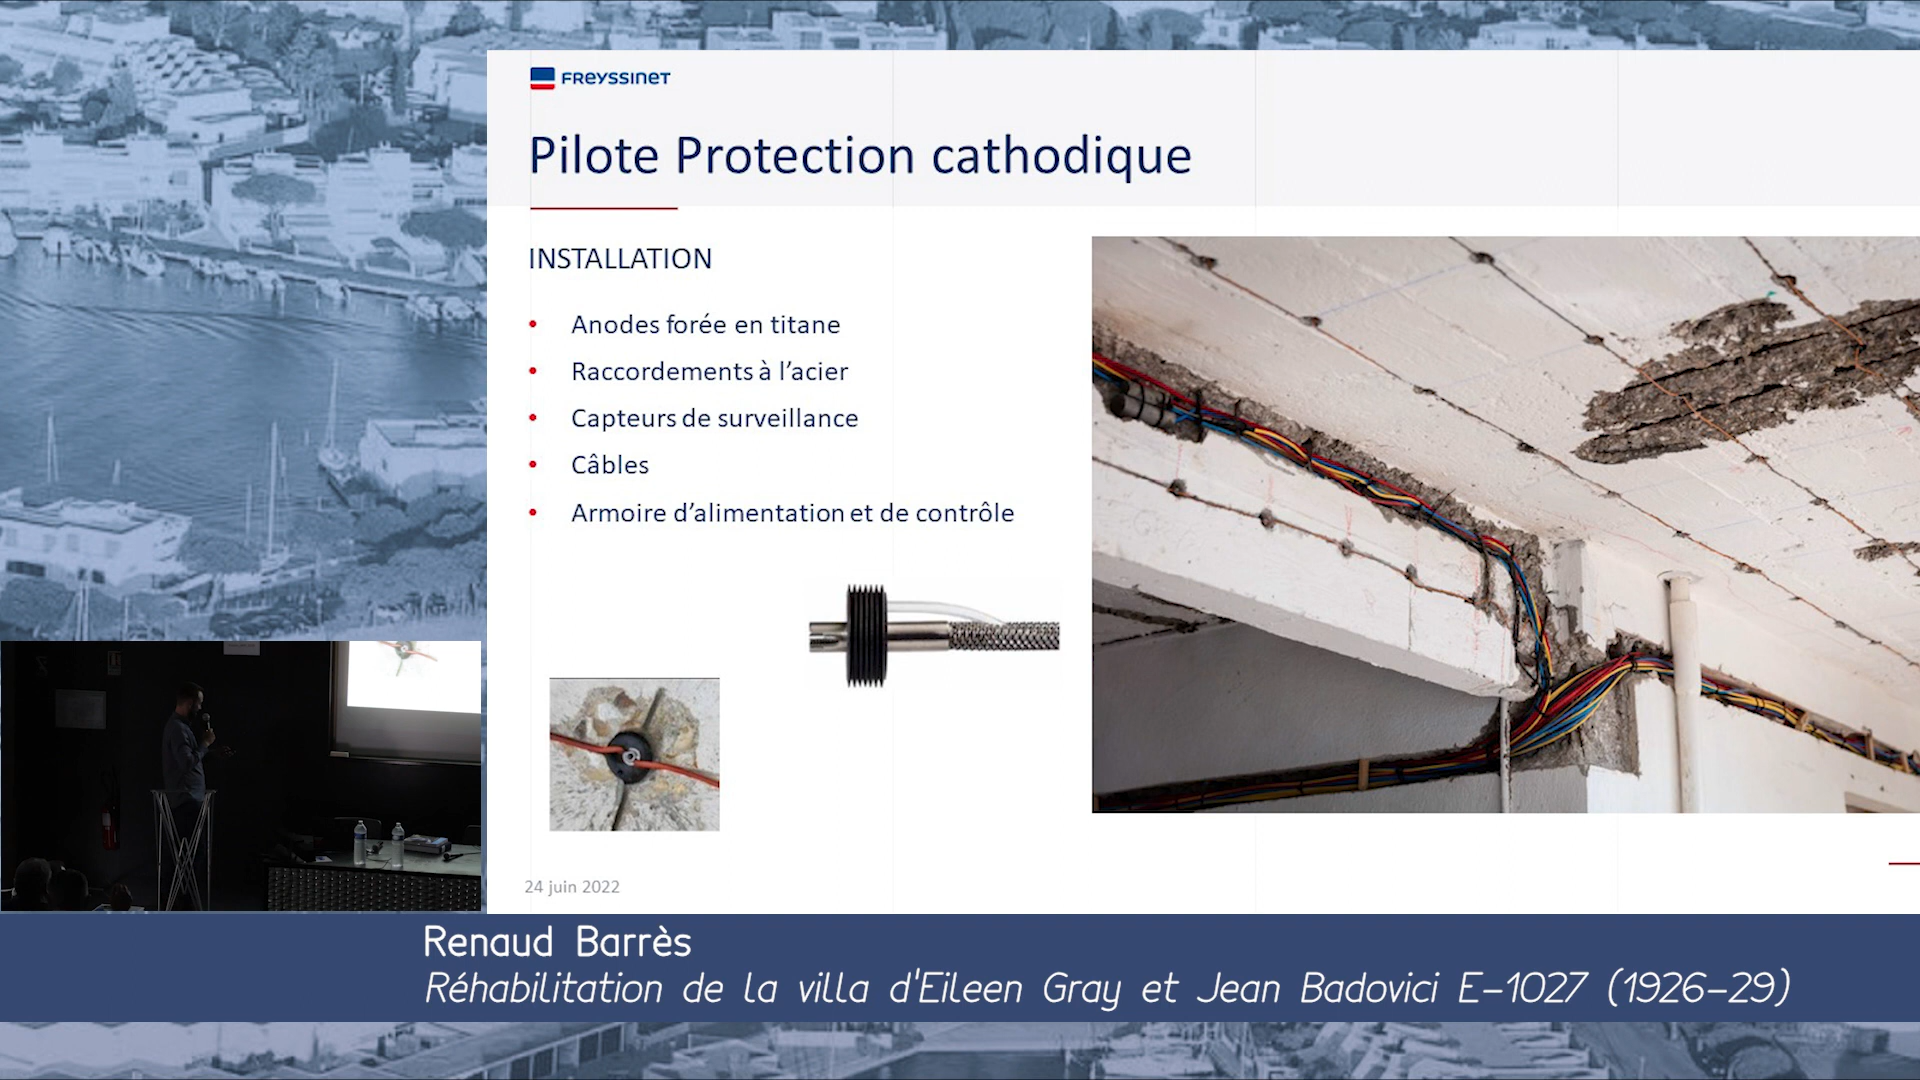 FREYSSINET
Pilote Protection cathodique
INSTALLATION
• Anodes forée en titane
• Raccordements à l’acier
• Capteurs de surveillance
• Câbles
• Armoire d’alimentation et de contrôle
24 juin 2022
Renaud Barrès
Réhabilitation de la villa d'Eileen Gray et Jean Badovici E-1027 (1926-29)